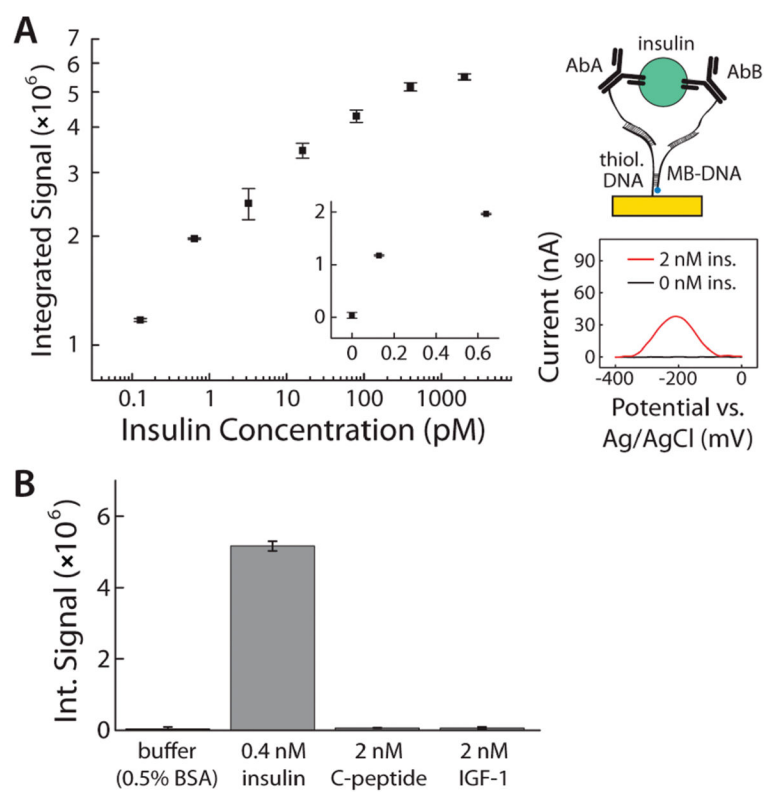 A
7
6
5
4
3
2
1
Integrated Signal (×10⁶)
0.1 1 10 100 1000
Insulin Concentration (pM)
2
1
0
0 0.2 0.4 0.6
insulin
AbA
AbB
thiol.
DNA
MB-DNA
Current (nA)
90
60
30
0
2 nM ins.
0 nM ins.
-400 -200 0
Potential vs.
Ag/AgCl (mV)
B
Int. Signal (×10⁶)
6
4
2
0
buffer
(0.5% BSA)
0.4 nM
insulin
2 nM
C-peptide
2 nM
IGF-1